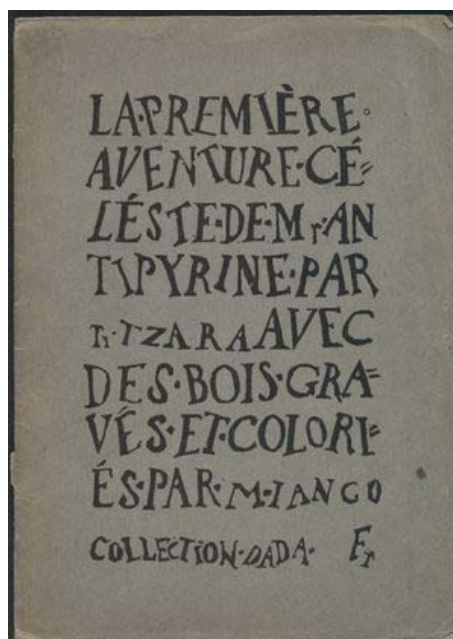 LA·PREMIÈRE·
AVENTURE·CÉ=
LÉSTE·DE·Mr·AN
TIPYRINE·PAR
Tr·TZARA AVEC
DES·BOIS·GRA=
VÉS·ET·COLORI=
ÉS·PAR·M·IANCO
COLLECTION·DADA· Fr